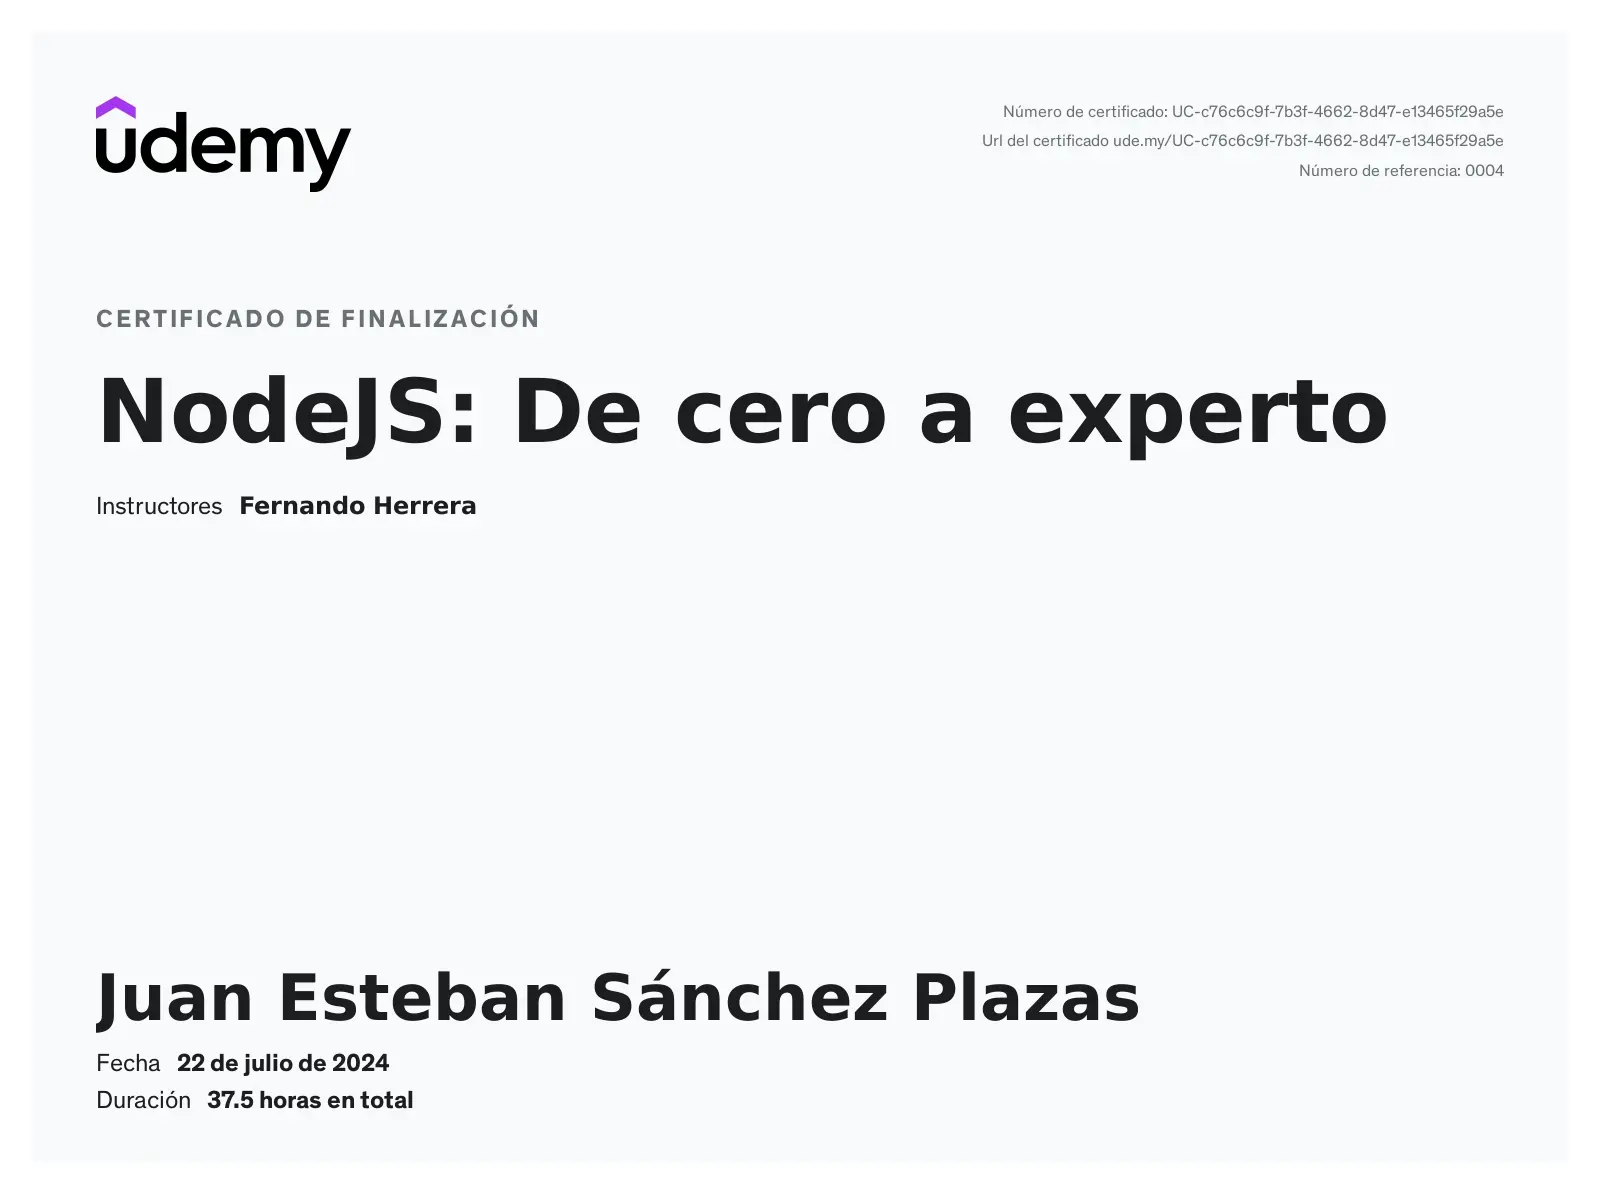 udemy
Número de certificado: UC-c76c6c9f-7b3f-4662-8d47-e13465f29a5e
Url del certificado ude.my/UC-c76c6c9f-7b3f-4662-8d47-e13465f29a5e
Número de referencia: 0004
CERTIFICADO DE FINALIZACIÓN
NodeJS: De cero a experto
Instructores Fernando Herrera
Juan Esteban Sánchez Plazas
Fecha 22 de julio de 2024
Duración 37.5 horas en total